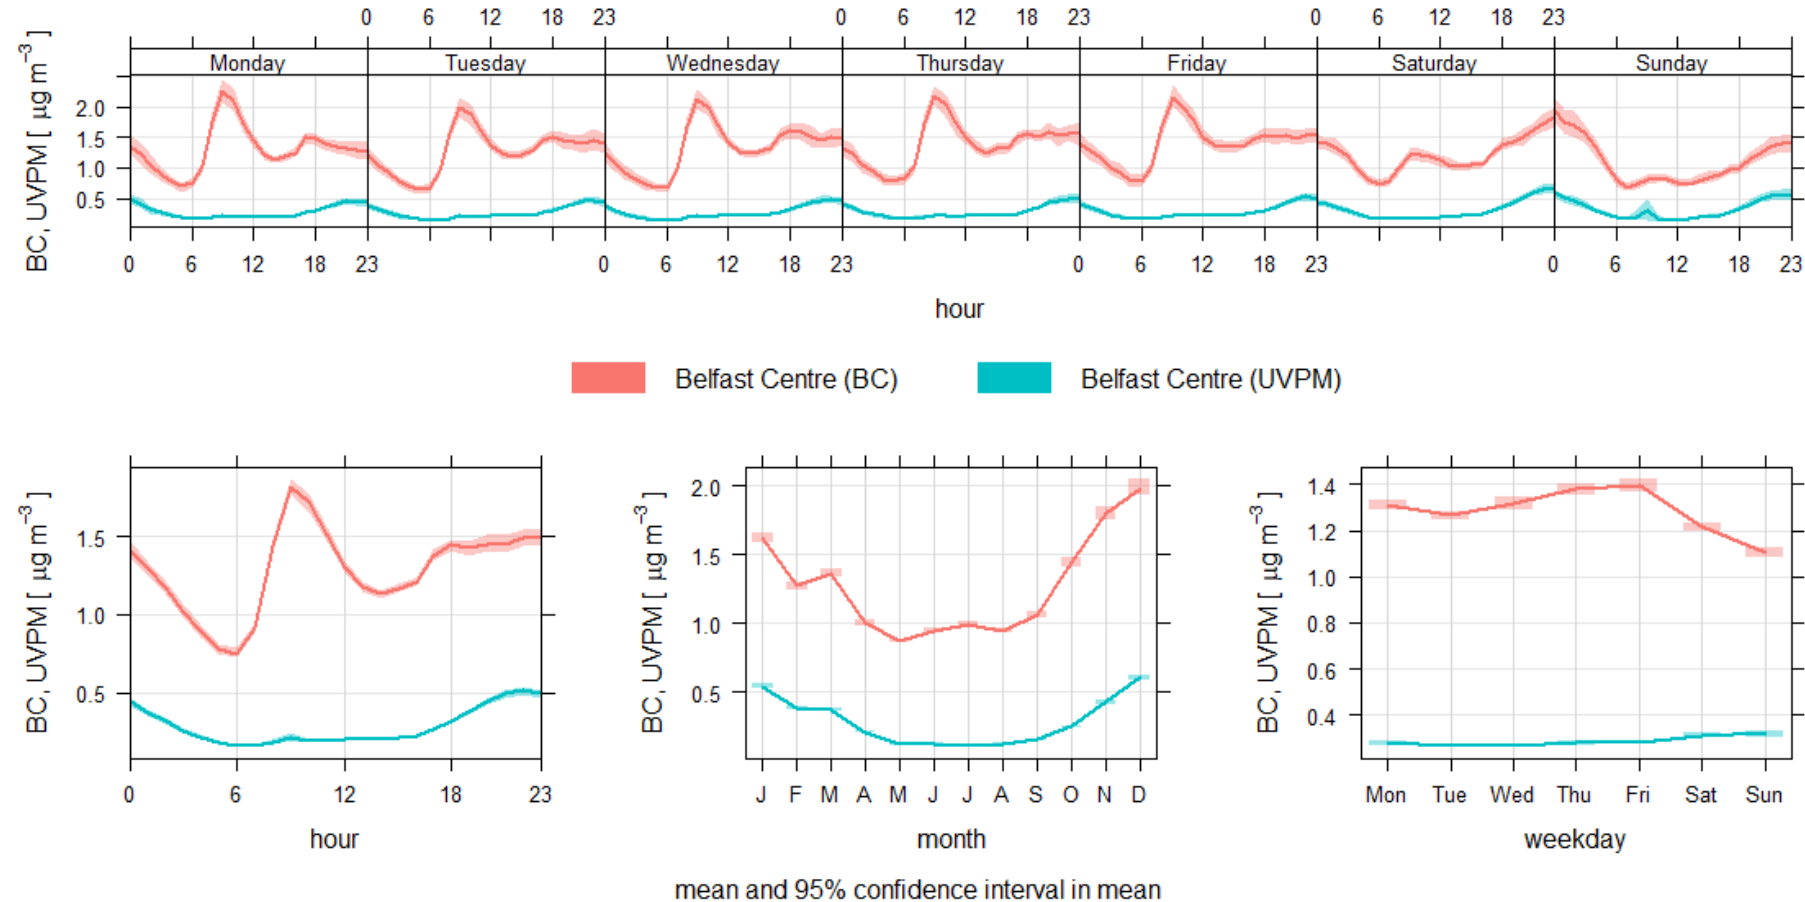 0 6 12 18 23 0 6 12 18 23 0 6 12 18 23
Monday Tuesday Wednesday Thursday Friday Saturday Sunday
BC, UVPM [ μg m⁻³ ]
2.0
1.5
1.0
0.5
0 6 12 18 23 0 6 12 18 23 0 6 12 18 23 0 6 12 18 23
hour
Belfast Centre (BC) Belfast Centre (UVPM)
BC, UVPM [ μg m⁻³ ]
1.5
1.0
0.5
0 6 12 18 23
hour
BC, UVPM [ μg m⁻³ ]
2.0
1.5
1.0
0.5
J F M A M J J A S O N D
month
BC, UVPM [ μg m⁻³ ]
1.4
1.2
1.0
0.8
0.6
0.4
Mon Tue Wed Thu Fri Sat Sun
weekday
mean and 95% confidence interval in mean